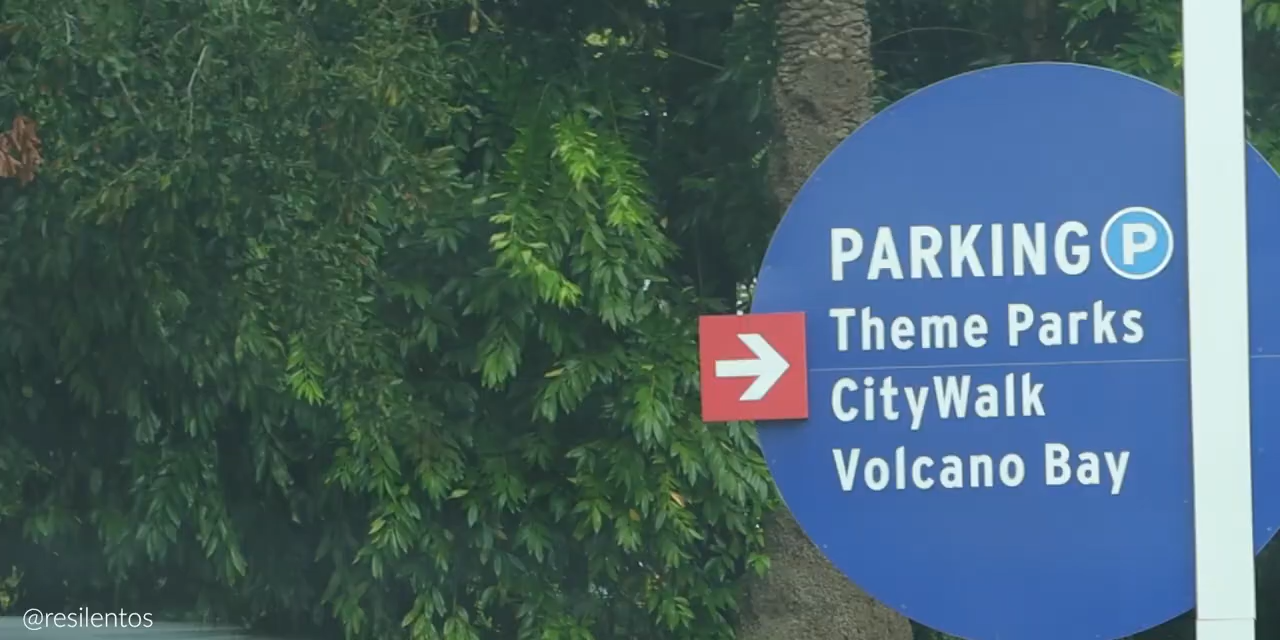 PARKING P
Theme Parks
CityWalk
Volcano Bay
@resilentos